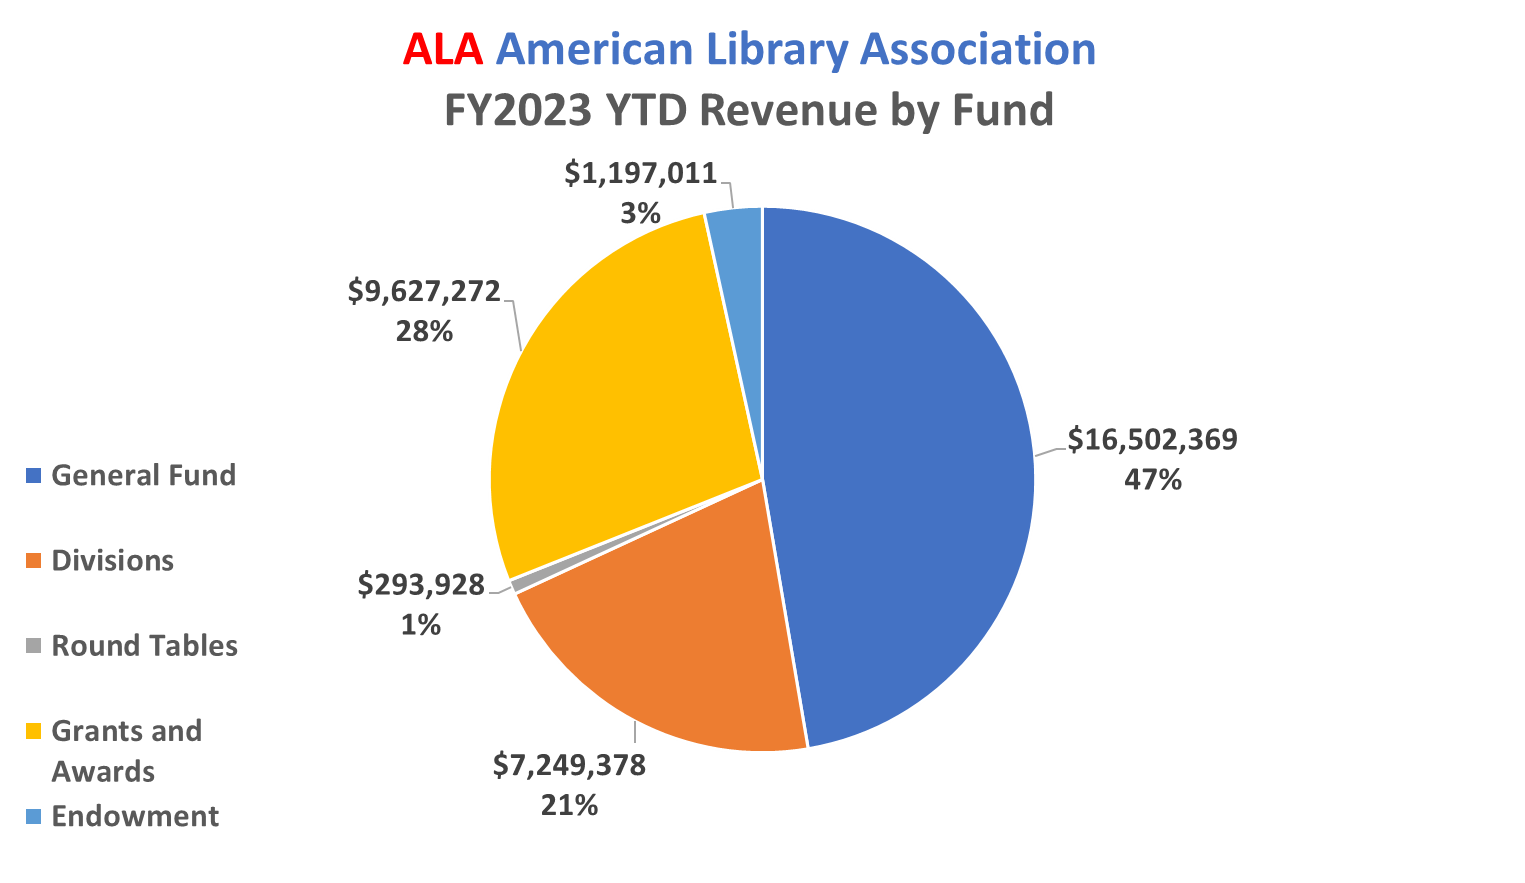 ALA American Library Association
FY2023 YTD Revenue by Fund
$1,197,011
3%
$9,627,272
28%
$16,502,369
47%
General Fund
Divisions
$293,928
1%
Round Tables
Grants and
Awards
$7,249,378
21%
Endowment